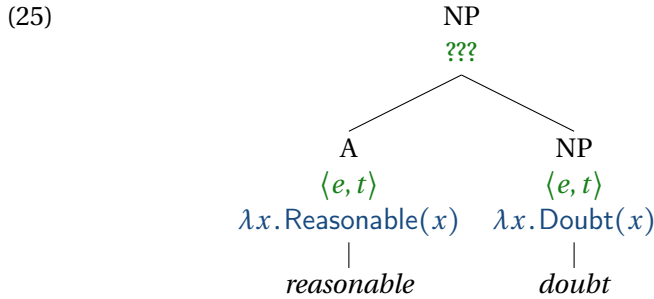 (25) NP
???
A NP
⟨e, t⟩ ⟨e, t⟩
λx.Reasonable(x) λx.Doubt(x)
reasonable doubt